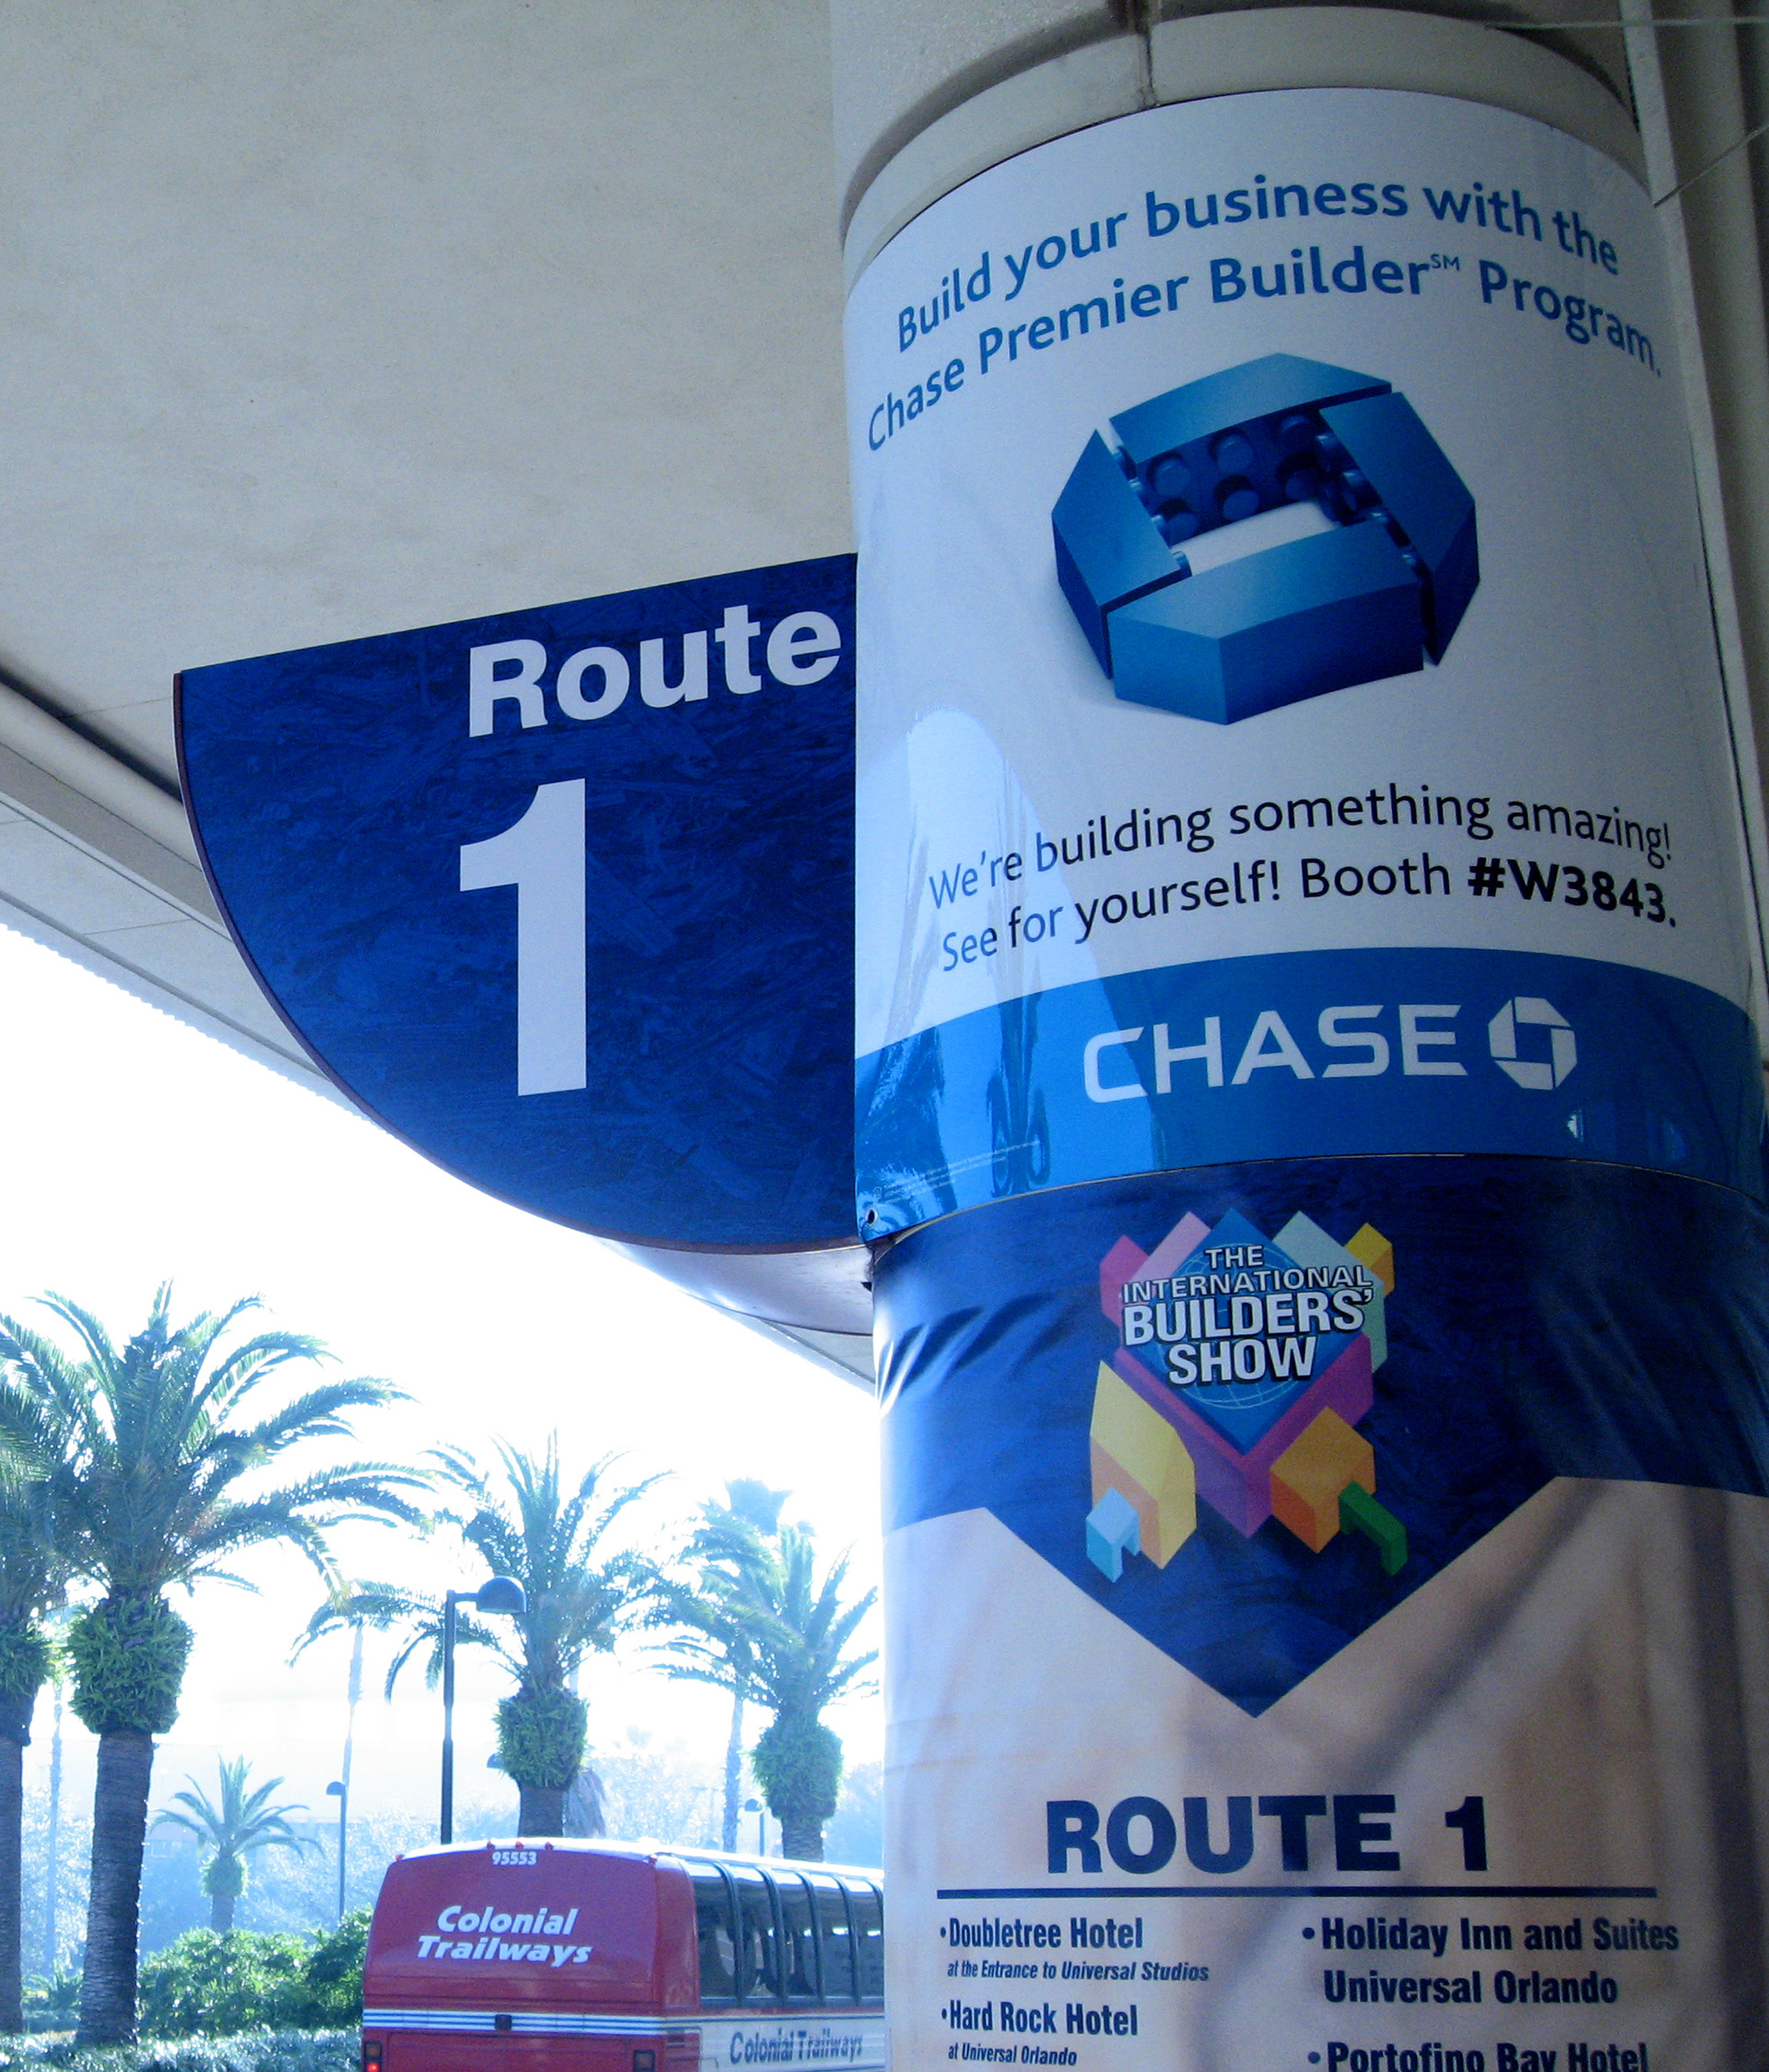 Build your business with the
Chase Premier Builder℠ Program.
Route
1
We're building something amazing!
See for yourself! Booth #W3843.
CHASE
THE
INTERNATIONAL
BUILDERS'
SHOW
ROUTE 1
•Doubletree Hotel
at the Entrance to Universal Studios
•Hard Rock Hotel
at Universal Orlando
•Holiday Inn and Suites
Universal Orlando
•Portofino Bay Hotel
95553
Colonial
Trailways
Colonial Trailways